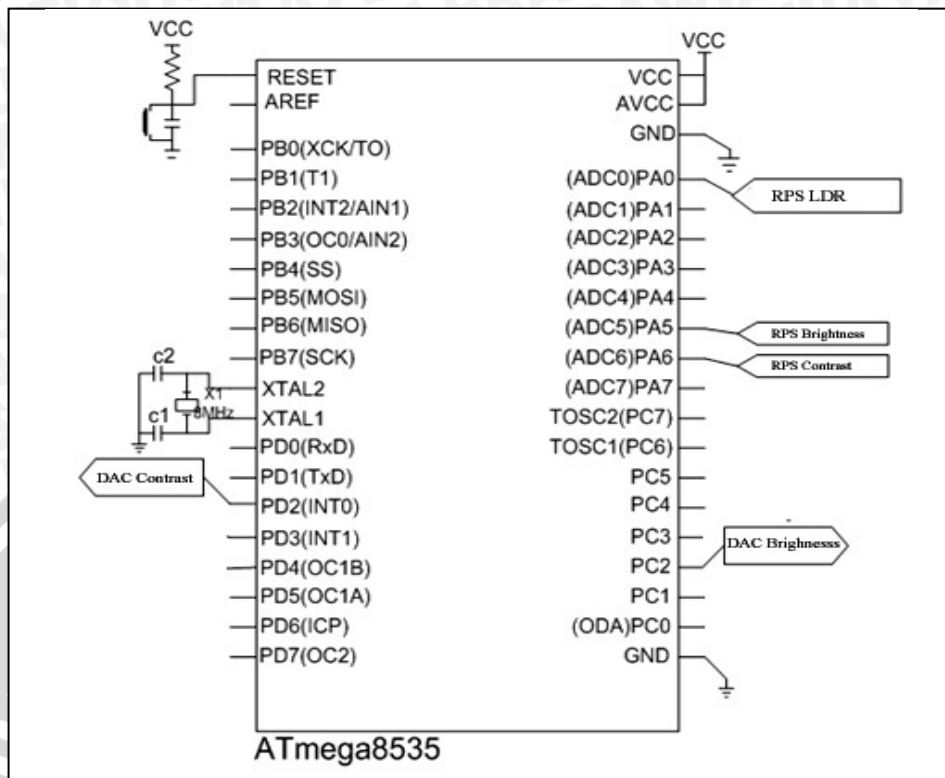 VCC
VCC
RESET
AREF
PB0(XCK/TO)
PB1(T1)
PB2(INT2/AIN1)
PB3(OC0/AIN2)
PB4(SS)
PB5(MOSI)
PB6(MISO)
PB7(SCK)
XTAL2
XTAL1
PD0(RxD)
PD1(TxD)
PD2(INT0)
PD3(INT1)
PD4(OC1B)
PD5(OC1A)
PD6(ICP)
PD7(OC2)
c2
X1
8MHz
c1
DAC Contrast
VCC
AVCC
GND
(ADC0)PA0
(ADC1)PA1
(ADC2)PA2
(ADC3)PA3
(ADC4)PA4
(ADC5)PA5
(ADC6)PA6
(ADC7)PA7
TOSC2(PC7)
TOSC1(PC6)
PC5
PC4
PC3
PC2
PC1
(ODA)PC0
GND
RPS LDR
RPS Brightness
RPS Contrast
DAC Brighnesss
ATmega8535